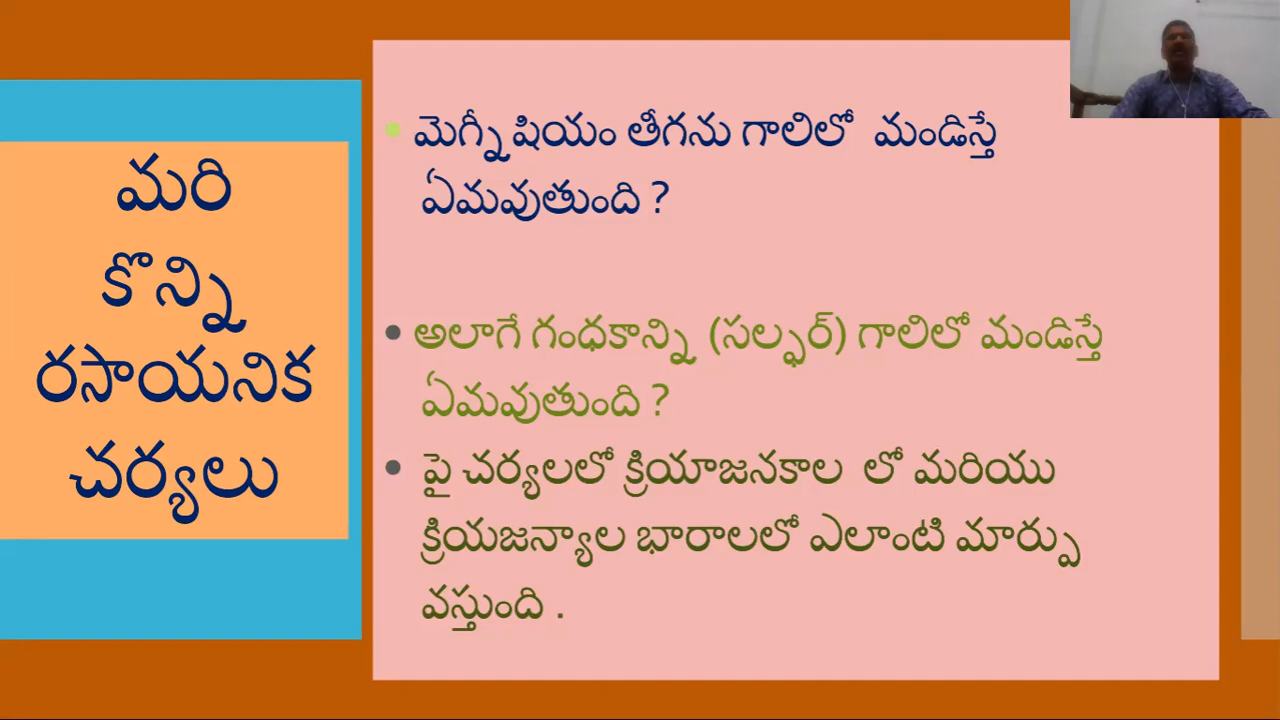 మరి
కొన్ని
రసాయనిక
చర్యలు
• మెగ్నీషియం తీగను గాలిలో మండిస్తే
ఏమవుతుంది ?
• అలాగే గంధకాన్ని (సల్ఫర్) గాలిలో మండిస్తే
ఏమవుతుంది ?
• పై చర్యలలో క్రియాజనకాల లో మరియు
క్రియజన్యాల భారాలలో ఎలాంటి మార్పు
వస్తుంది .